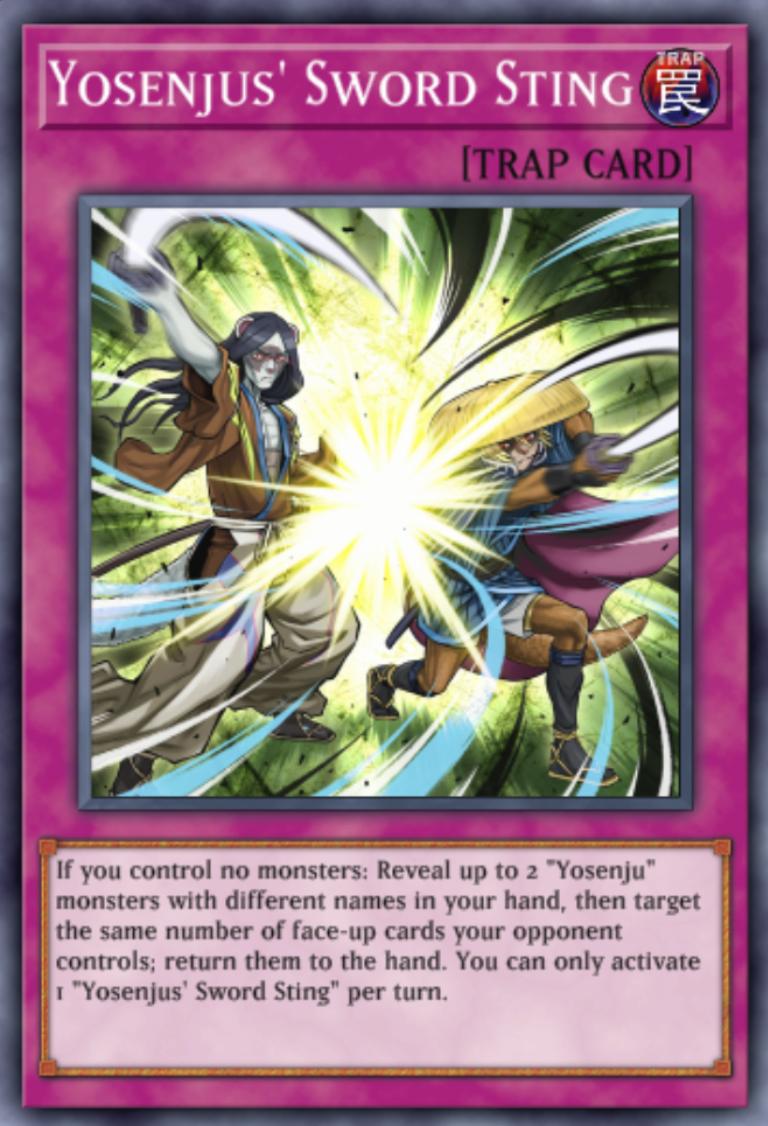 Yosenjus' Sword Sting
TRAP
罠
[TRAP CARD]
If you control no monsters: Reveal up to 2 "Yosenju"
monsters with different names in your hand, then target
the same number of face-up cards your opponent
controls; return them to the hand. You can only activate
1 "Yosenjus' Sword Sting" per turn.